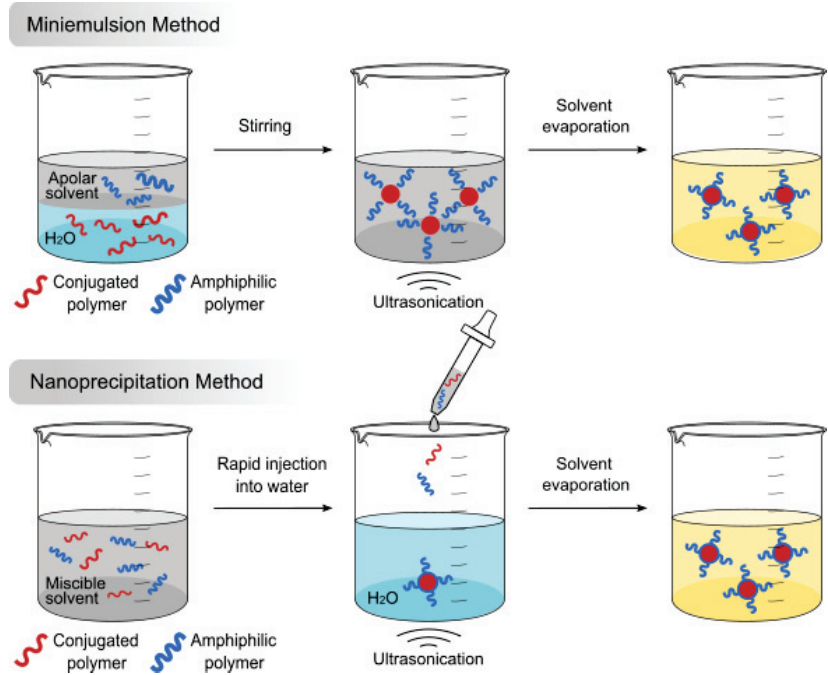 Miniemulsion Method
Stirring
Solvent
evaporation
Apolar
solvent
H₂O
Conjugated
polymer
Amphiphilic
polymer
Ultrasonication
Nanoprecipitation Method
Rapid injection
into water
Solvent
evaporation
Miscible
solvent
H₂O
Conjugated
polymer
Amphiphilic
polymer
Ultrasonication